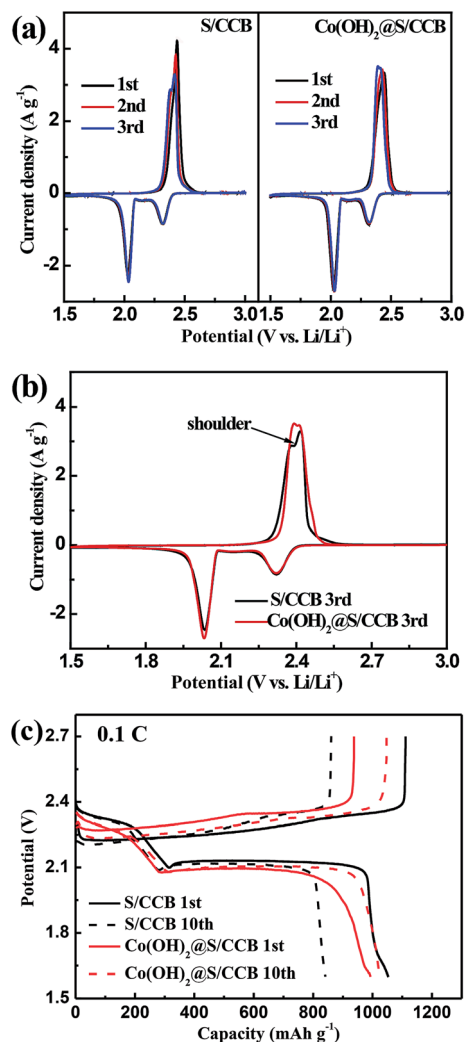 (a)
S/CCB
Co(OH)2@S/CCB
1st
2nd
3rd
1st
2nd
3rd
Current density (A g-1)
4
2
0
-2
1.5 2.0 2.5 3.0
1.5 2.0 2.5 3.0
Potential (V vs. Li/Li+)
(b)
shoulder
Current density (A g-1)
4
2
0
-2
S/CCB 3rd
Co(OH)2@S/CCB 3rd
1.5 1.8 2.1 2.4 2.7 3.0
Potential (V vs. Li/Li+)
(c)
0.1 C
Potential (V)
2.7
2.4
2.1
1.8
1.5
S/CCB 1st
S/CCB 10th
Co(OH)2@S/CCB 1st
Co(OH)2@S/CCB 10th
0 200 400 600 800 1000 1200
Capacity (mAh g-1)